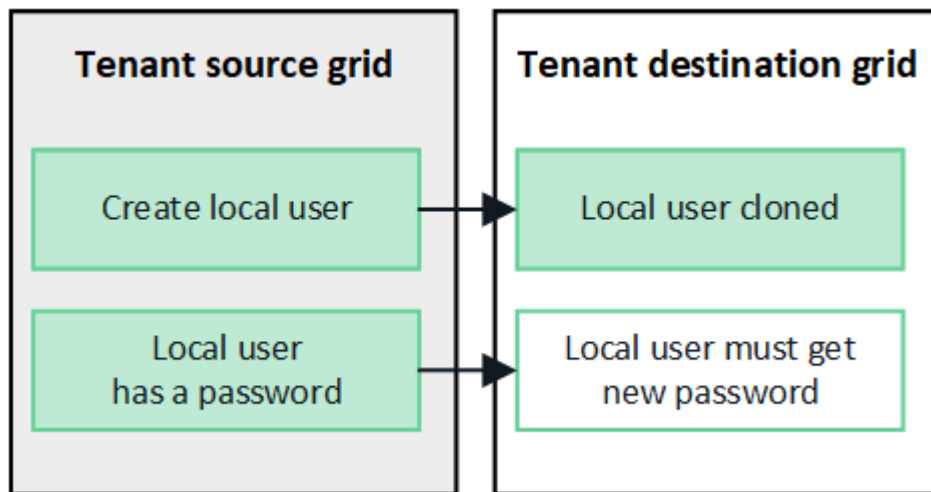 Tenant source grid
Tenant destination grid
Create local user
Local user cloned
Local user
has a password
Local user must get
new password